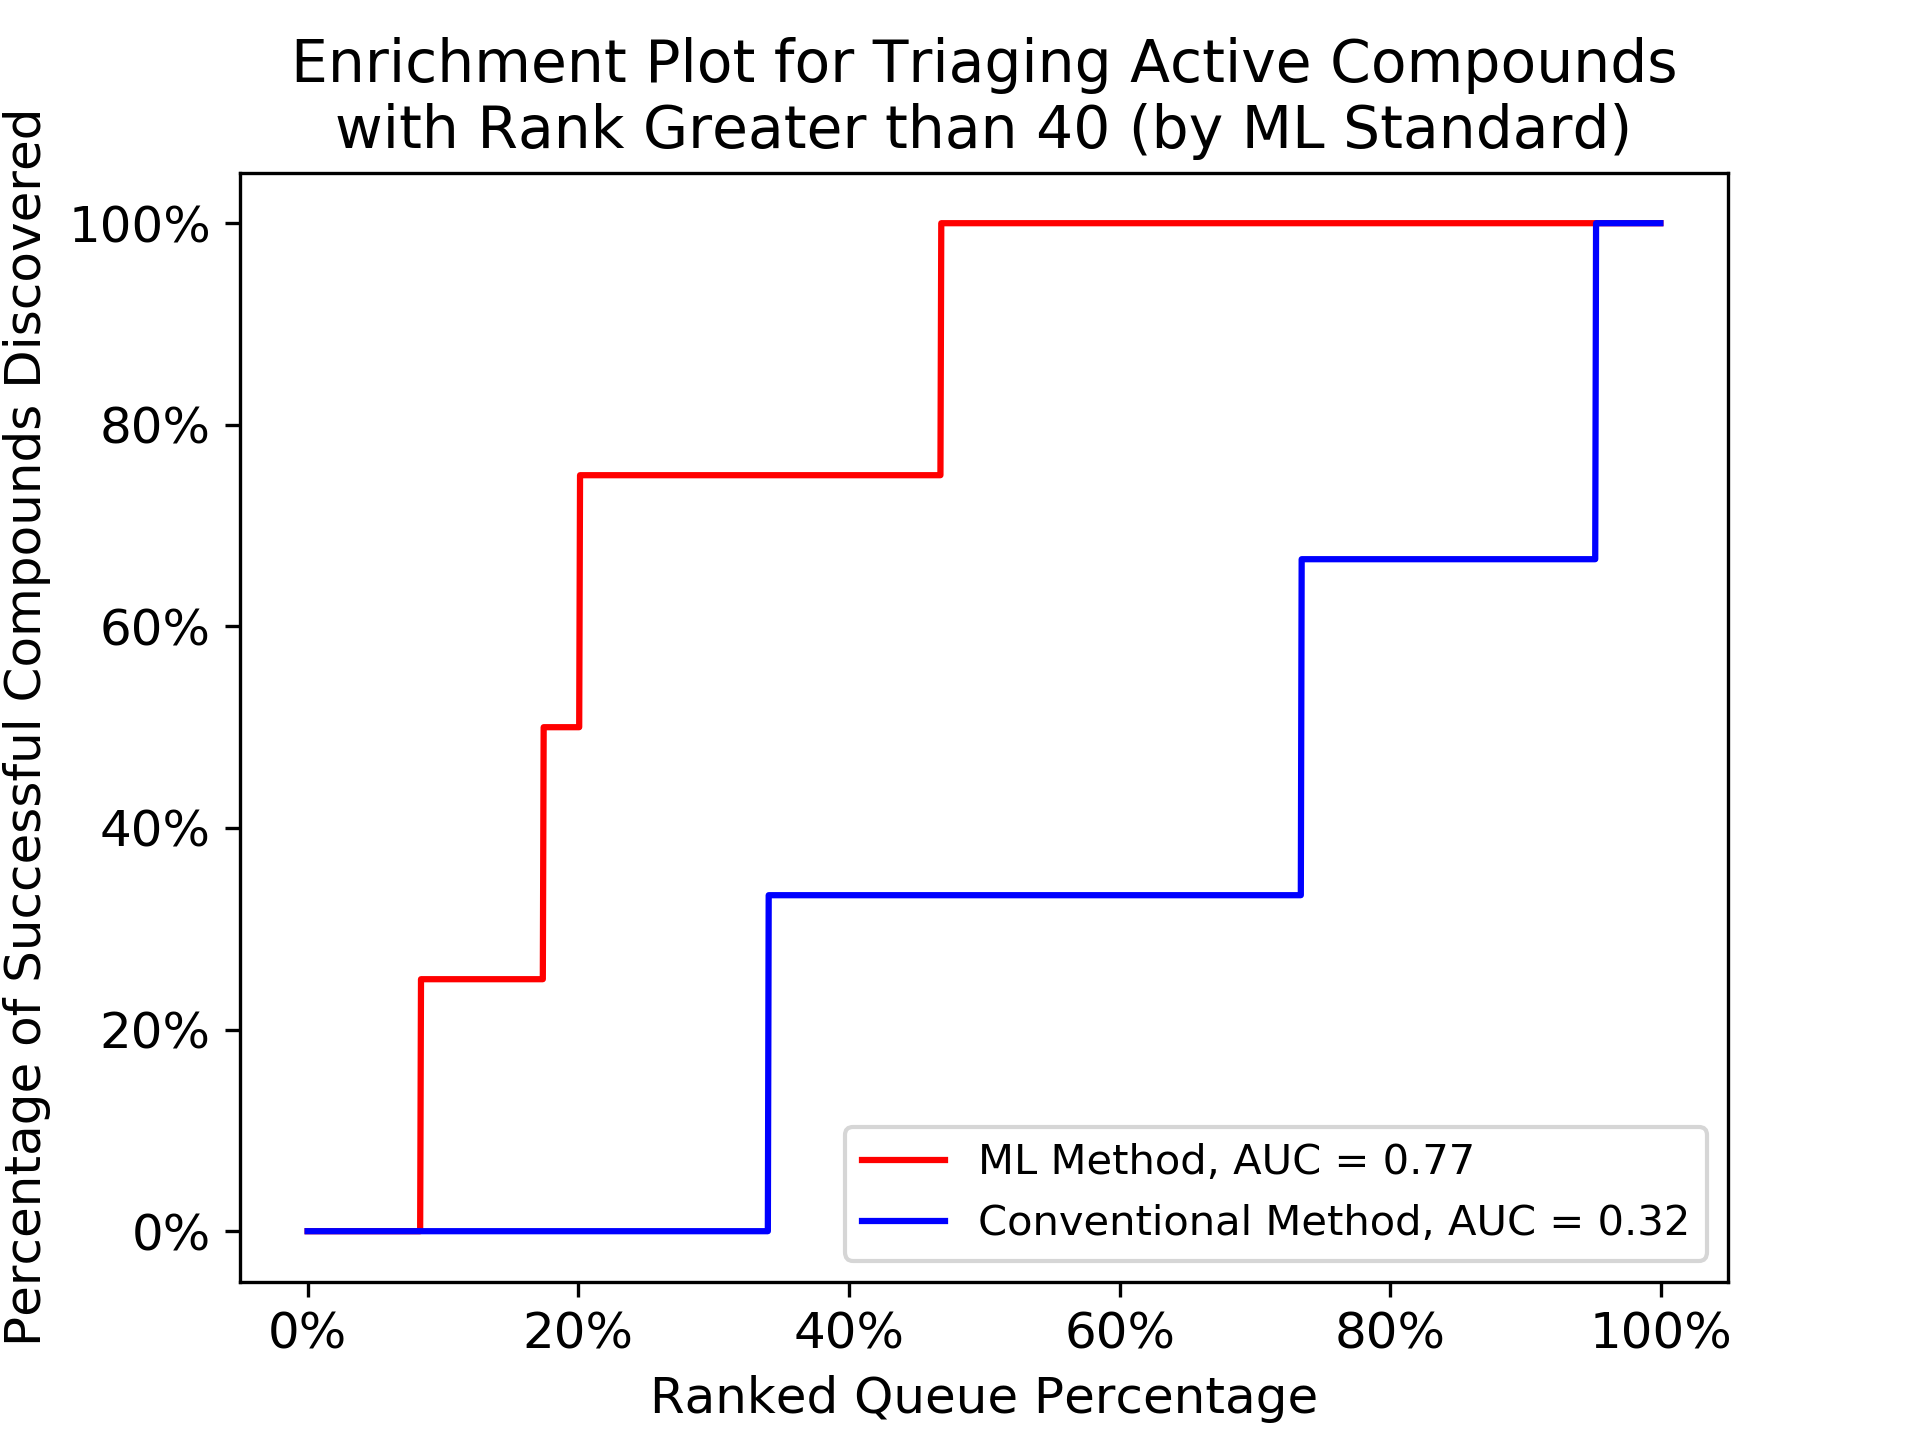 Enrichment Plot for Triaging Active Compounds
with Rank Greater than 40 (by ML Standard)
Percentage of Successful Compounds Discovered
100%
80%
60%
40%
20%
0%
ML Method, AUC = 0.77
Conventional Method, AUC = 0.32
0%
20%
40%
60%
80%
100%
Ranked Queue Percentage